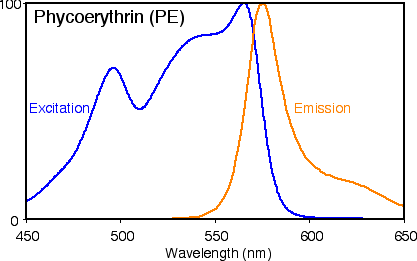 Phycoerythrin (PE)
100
Excitation
Emission
0
450 500 550 600 650
Wavelength (nm)